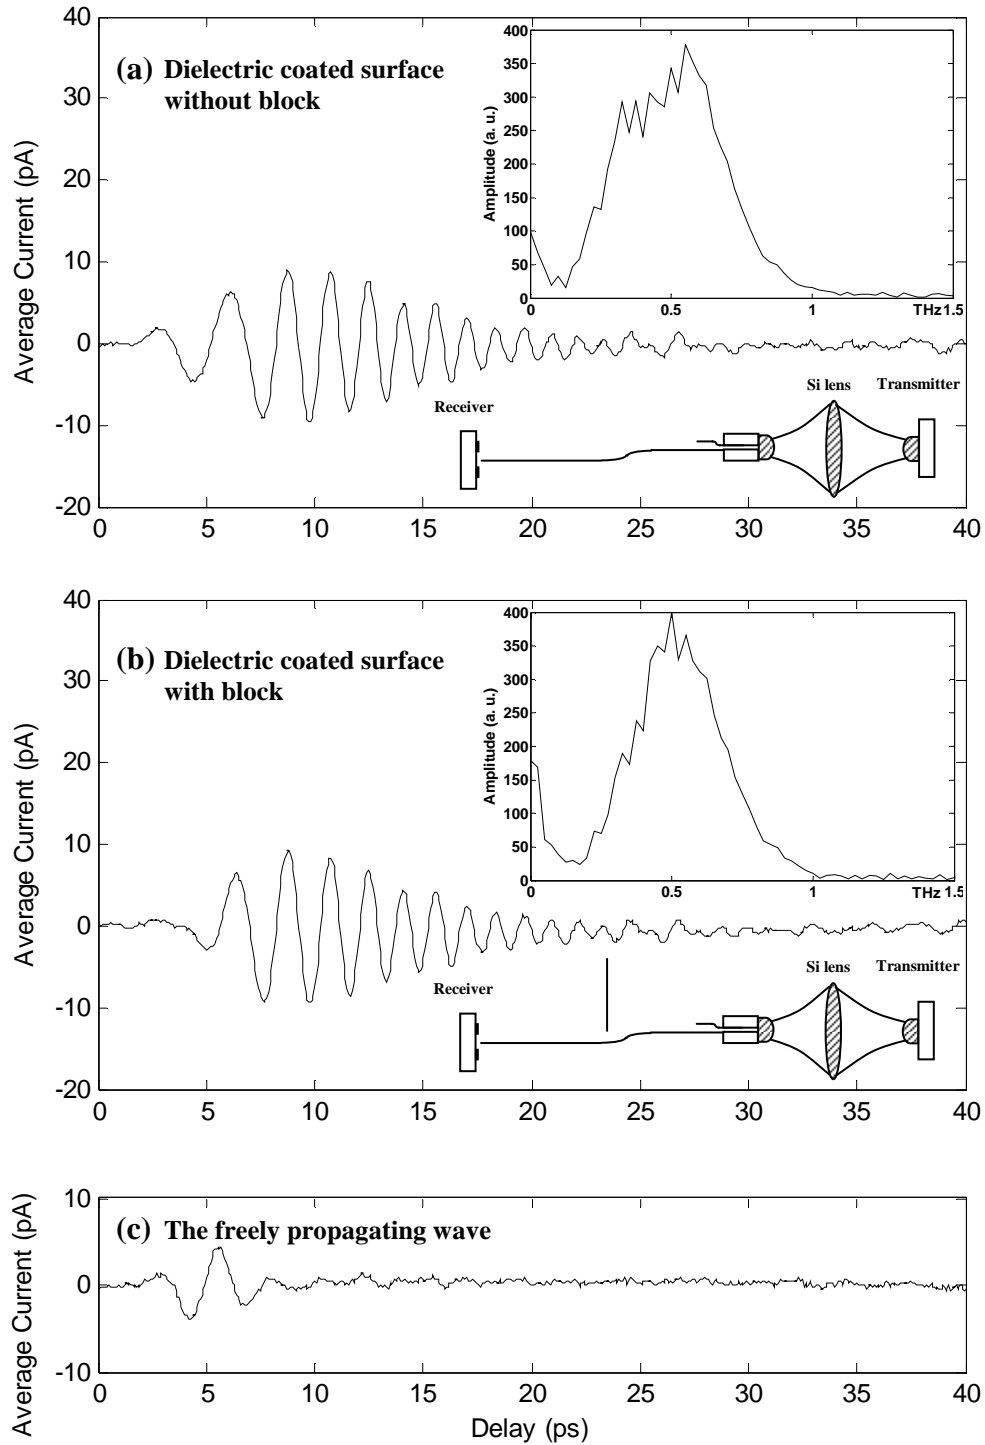 40
30
20
10
0
-10
-20
Average Current (pA)
(a) Dielectric coated surface
without block
400
350
300
250
200
150
100
50
0
Amplitude (a. u.)
0
0.5
1
THz 1.5
Receiver
Si lens
Transmitter
0 5 10 15 20 25 30 35 40
40
30
20
10
0
-10
-20
Average Current (pA)
(b) Dielectric coated surface
with block
400
350
300
250
200
150
100
50
0
Amplitude (a. u.)
0
0.5
1
THz 1.5
Receiver
Si lens
Transmitter
0 5 10 15 20 25 30 35 40
10
0
-10
Average Current (pA)
(c) The freely propagating wave
0 5 10 15 20 25 30 35 40
Delay (ps)